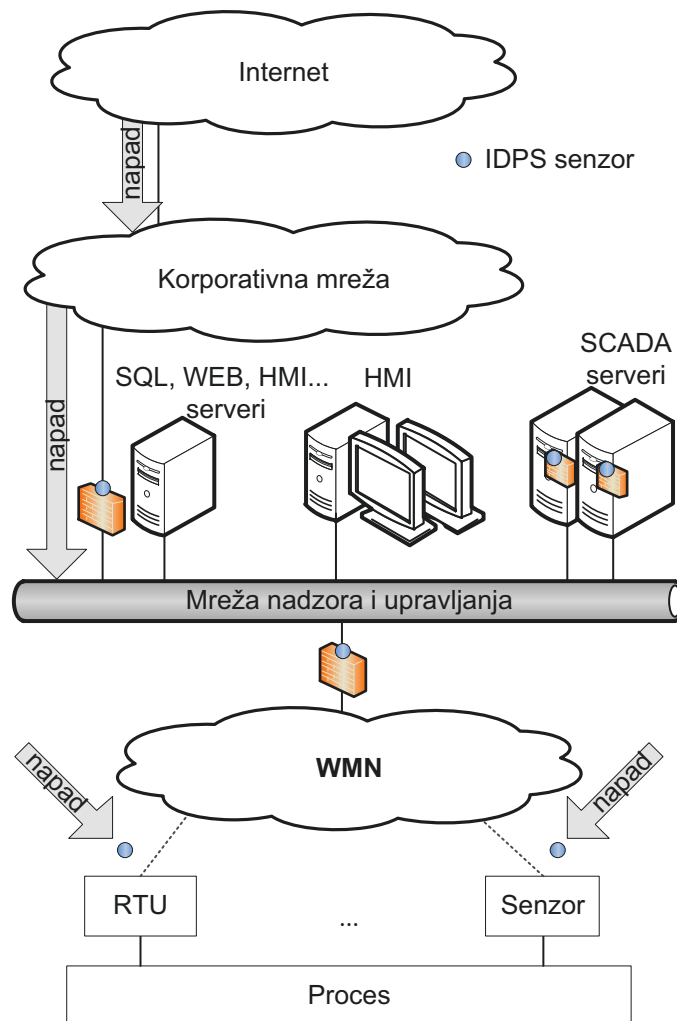 Internet
napad
IDPS senzor
Korporativna mreža
napad
SQL, WEB, HMI...
serveri
HMI
SCADA
serveri
Mreža nadzora i upravljanja
WMN
napad
napad
RTU
...
Senzor
Proces